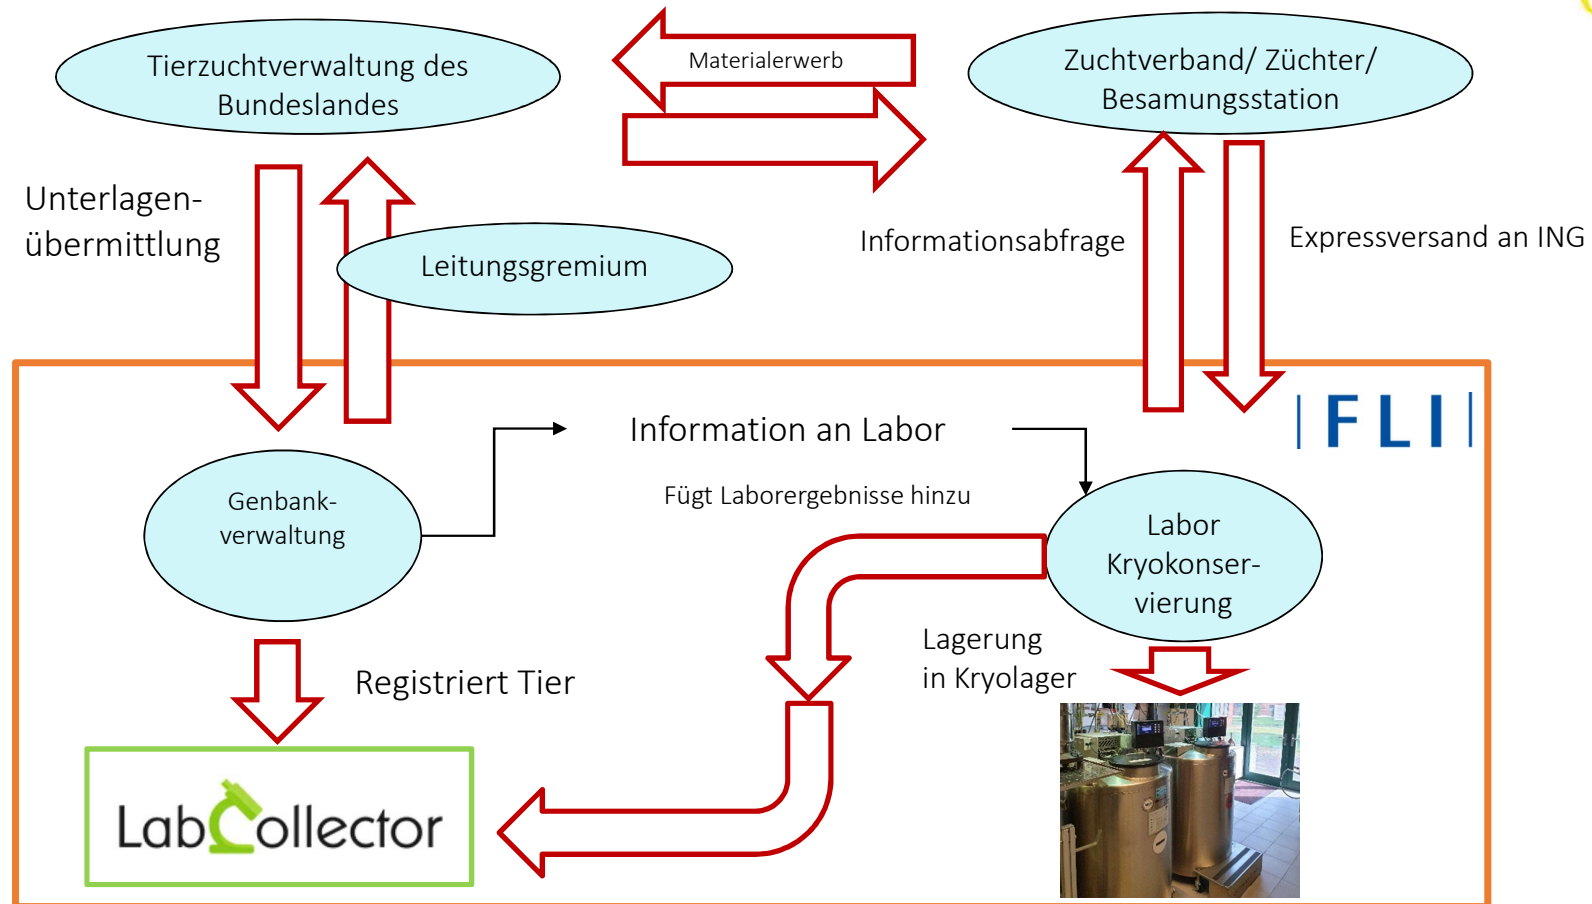 Tierzuchtverwaltung des
Bundeslandes
Materialerwerb
Zuchtverband/ Züchter/
Besamungsstation
Unterlagen-
übermittlung
Leitungsgremium
Informationsabfrage
Expressversand an ING
FLI
Information an Labor
Fügt Laborergebnisse hinzu
Genbank-
verwaltung
Labor
Kryokonser-
vierung
Lagerung
in Kryolager
Registriert Tier
LabCollector